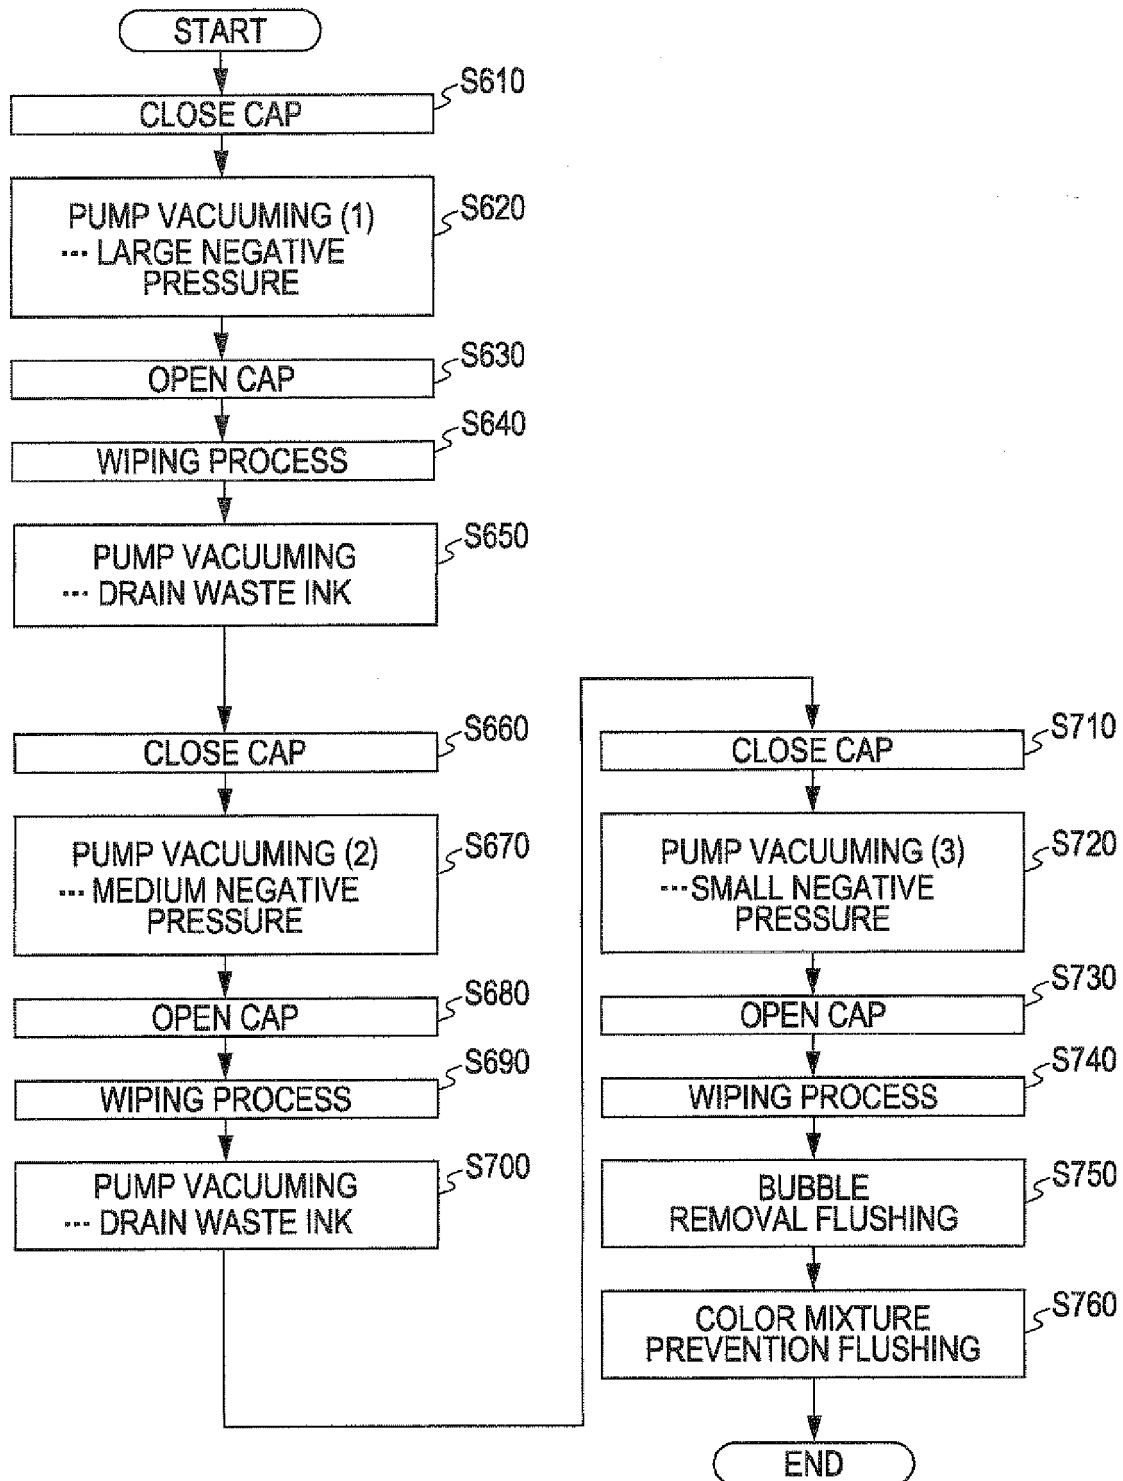 START
S610
CLOSE CAP
S620
PUMP VACUUMING (1)
... LARGE NEGATIVE
PRESSURE
S630
OPEN CAP
S640
WIPING PROCESS
S650
PUMP VACUUMING
... DRAIN WASTE INK
S660
CLOSE CAP
S670
PUMP VACUUMING (2)
... MEDIUM NEGATIVE
PRESSURE
S680
OPEN CAP
S690
WIPING PROCESS
S700
PUMP VACUUMING
... DRAIN WASTE INK
S710
CLOSE CAP
S720
PUMP VACUUMING (3)
... SMALL NEGATIVE
PRESSURE
S730
OPEN CAP
S740
WIPING PROCESS
S750
BUBBLE
REMOVAL FLUSHING
S760
COLOR MIXTURE
PREVENTION FLUSHING
END